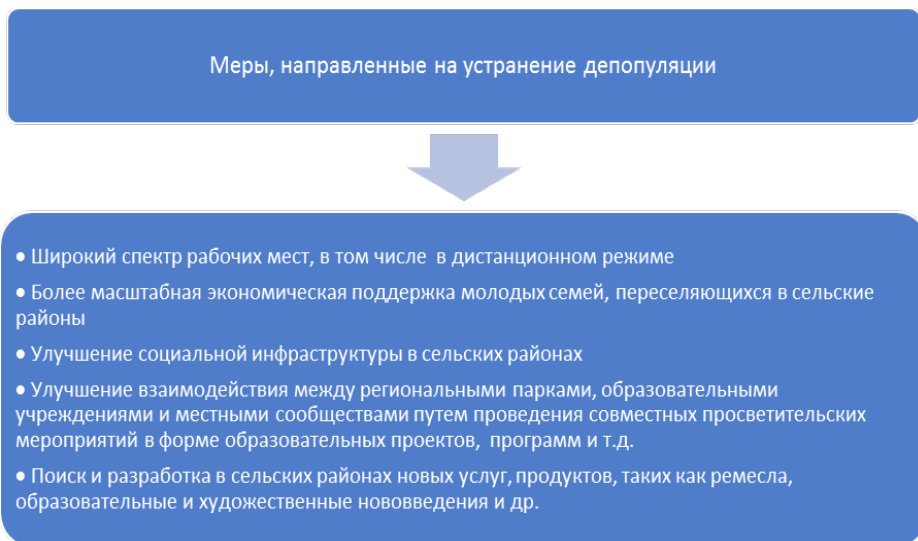 Меры, направленные на устранение депопуляции
• Широкий спектр рабочих мест, в том числе в дистанционном режиме
• Более масштабная экономическая поддержка молодых семей, переселяющихся в сельские
районы
• Улучшение социальной инфраструктуры в сельских районах
• Улучшение взаимодействия между региональными парками, образовательными
учреждениями и местными сообществами путем проведения совместных просветительских
мероприятий в форме образовательных проектов, программ и т.д.
• Поиск и разработка в сельских районах новых услуг, продуктов, таких как ремесла,
образовательные и художественные нововведения и др.